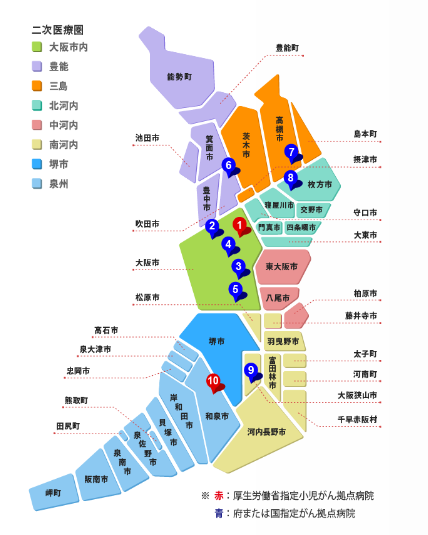 二次医療圏
大阪市内
豊能
三島
北河内
中河内
南河内
堺市
泉州
豊能町
能勢町
池田市
箕面市
茨木市
高槻市
島本町
摂津市
6
7
8
枚方市
豊中市
寝屋川市
交野市
守口市
吹田市
2
1
門真市
四条畷市
大東市
4
大阪市
3
東大阪市
5
八尾市
松原市
柏原市
藤井寺市
高石市
堺市
羽曳野市
泉大津市
太子町
富田林市
忠岡市
9
河南町
10
大阪狭山市
熊取町
岸和田市
和泉市
千早赤阪村
田尻町
貝塚市
河内長野市
泉佐野市
泉南市
阪南市
岬町
※ 赤：厚生労働省指定小児がん拠点病院
青：府または国指定がん拠点病院